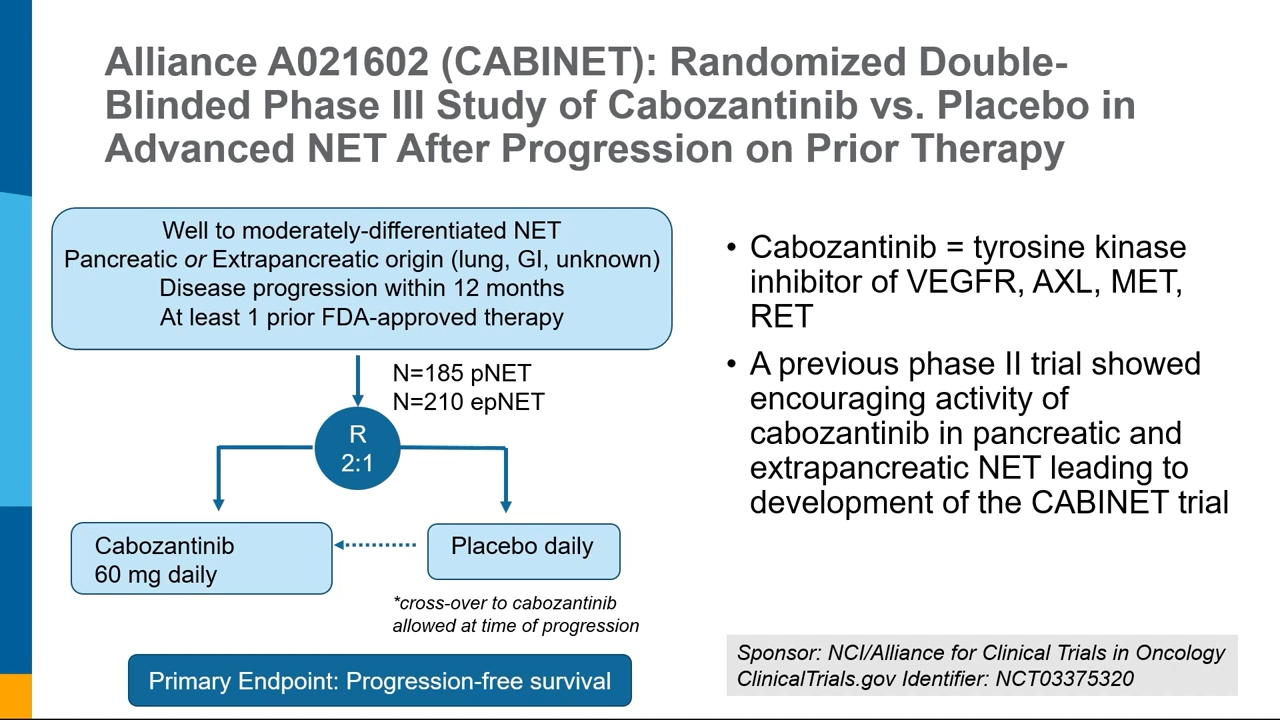 Alliance A021602 (CABINET): Randomized Double-
Blinded Phase III Study of Cabozantinib vs. Placebo in
Advanced NET After Progression on Prior Therapy
Well to moderately-differentiated NET
Pancreatic or Extrapancreatic origin (lung, GI, unknown)
Disease progression within 12 months
At least 1 prior FDA-approved therapy
N=185 pNET
N=210 epNET
R
2:1
Cabozantinib
60 mg daily
Placebo daily
*cross-over to cabozantinib
allowed at time of progression
Primary Endpoint: Progression-free survival
• Cabozantinib = tyrosine kinase
inhibitor of VEGFR, AXL, MET,
RET
• A previous phase II trial showed
encouraging activity of
cabozantinib in pancreatic and
extrapancreatic NET leading to
development of the CABINET trial
Sponsor: NCI/Alliance for Clinical Trials in Oncology
ClinicalTrials.gov Identifier: NCT03375320